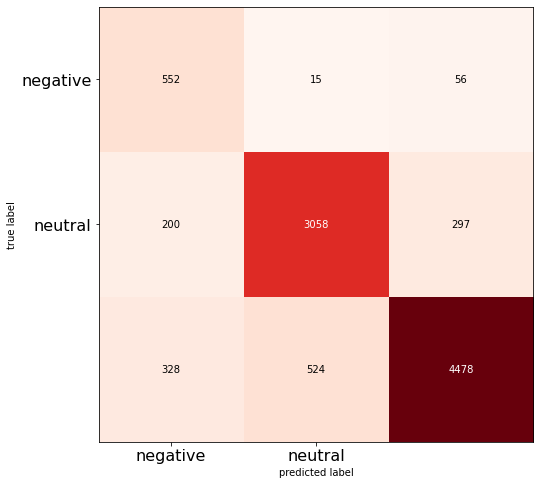 negative 552 15 56
true label
neutral 200 3058 297
328 524 4478
negative neutral
predicted label